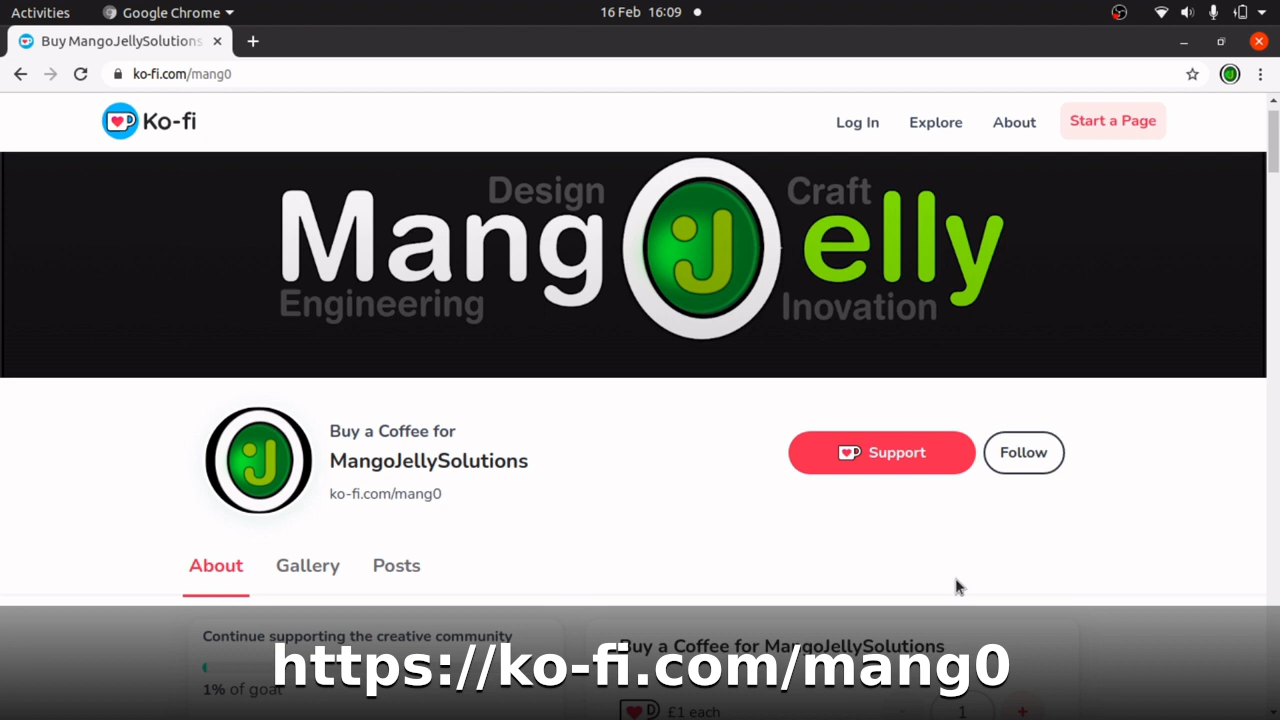 Activities
Google Chrome
16 Feb 16:09
Buy MangoJellySolutions
ko-fi.com/mang0
Ko-fi
Log In
Explore
About
Start a Page
Design
Craft
Mang J elly
Engineering
Inovation
Buy a Coffee for
MangoJellySolutions
ko-fi.com/mang0
Support
Follow
About
Gallery
Posts
Continue supporting the creative community
1% of goal
Buy a Coffee for MangoJellySolutions
£1 each
1
+
https://ko-fi.com/mang0